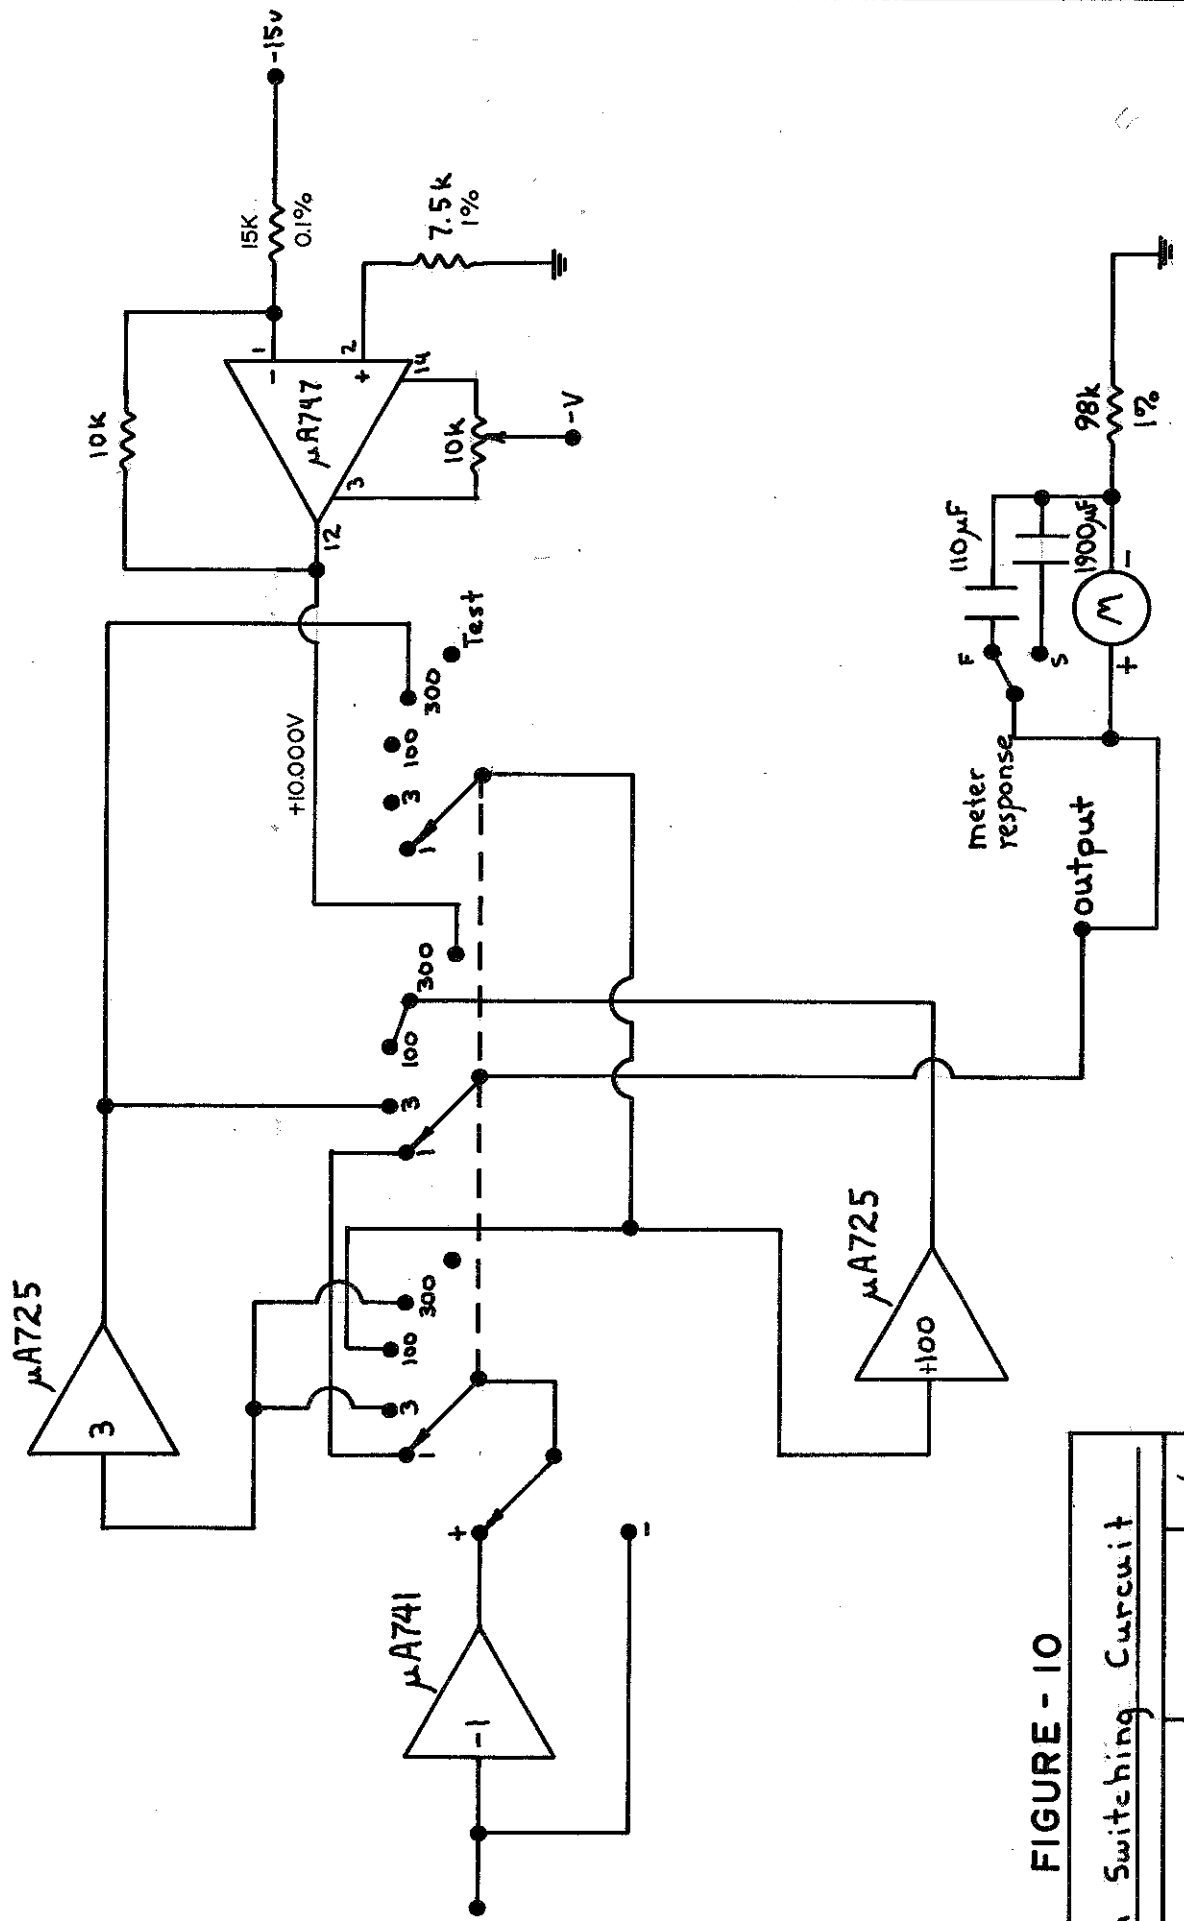 -15v
15K
0.1%
10K
1
-
2
+
μA747
7.5k
1%
14
3
12
10k
-V
+10.000V
Test
300
100
3
1
300
100
3
1
300
100
3
1
μA725
3
μA725
+100
μA741
-1
+
-
110μF
1900μF
F
S
meter
response
M
+
-
98k
1%
output
FIGURE - 10
Switching Curcuit